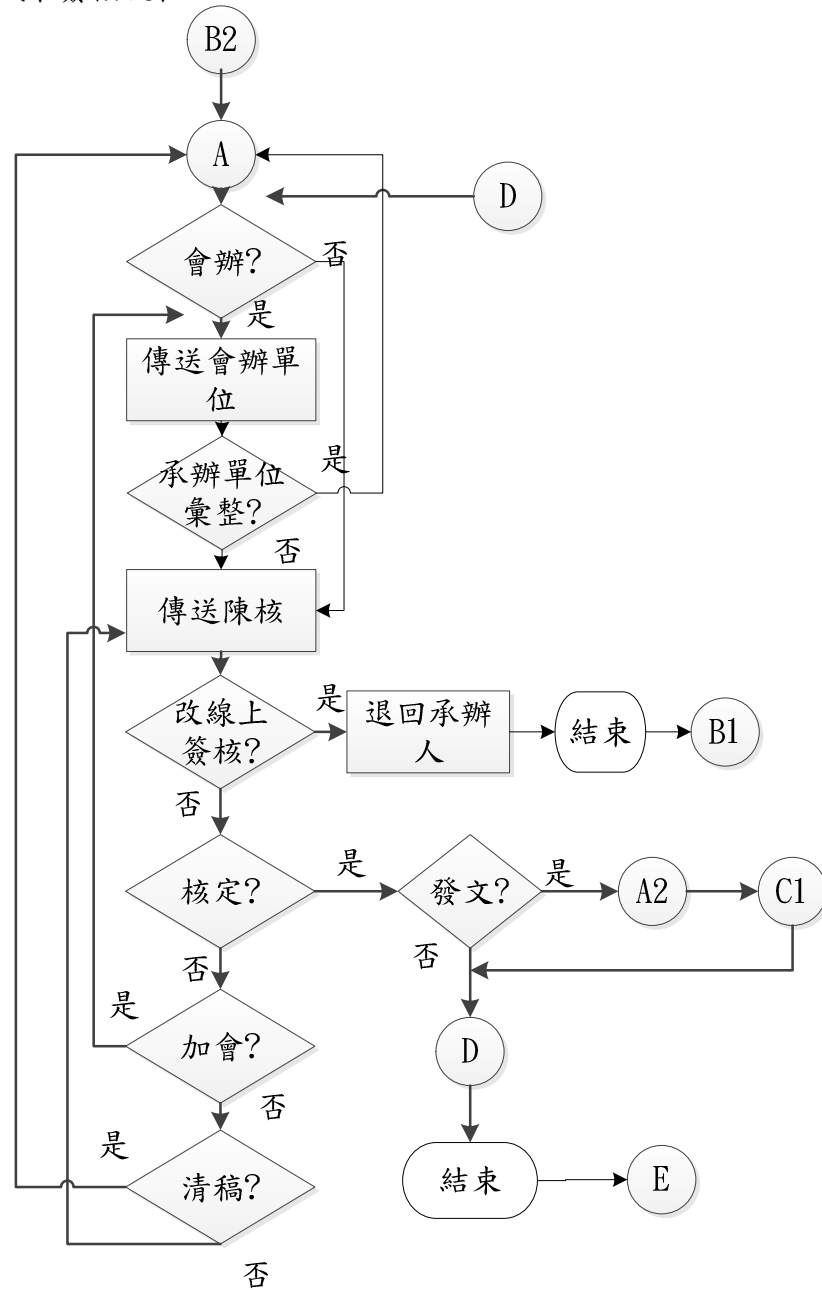 B2
A
D
會辦?
否
是
傳送會辦單
位
承辦單位
彙整?
是
否
傳送陳核
改線上
簽核?
是
退回承辦
人
結束
B1
否
核定?
是
發文?
是
A2
C1
否
否
D
是
加會?
否
是
清稿?
結束
E
否